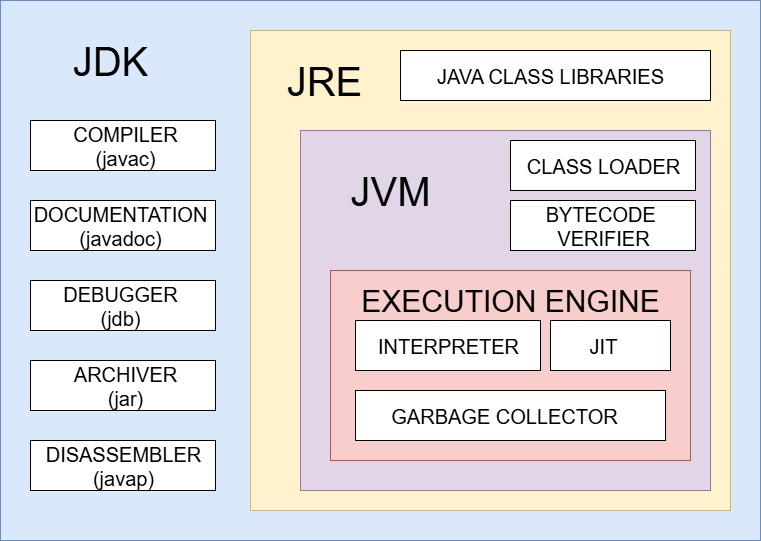 JDK
COMPILER
(javac)
DOCUMENTATION
(javadoc)
DEBUGGER
(jdb)
ARCHIVER
(jar)
DISASSEMBLER
(javap)
JRE
JAVA CLASS LIBRARIES
JVM
CLASS LOADER
BYTECODE
VERIFIER
EXECUTION ENGINE
INTERPRETER
JIT
GARBAGE COLLECTOR